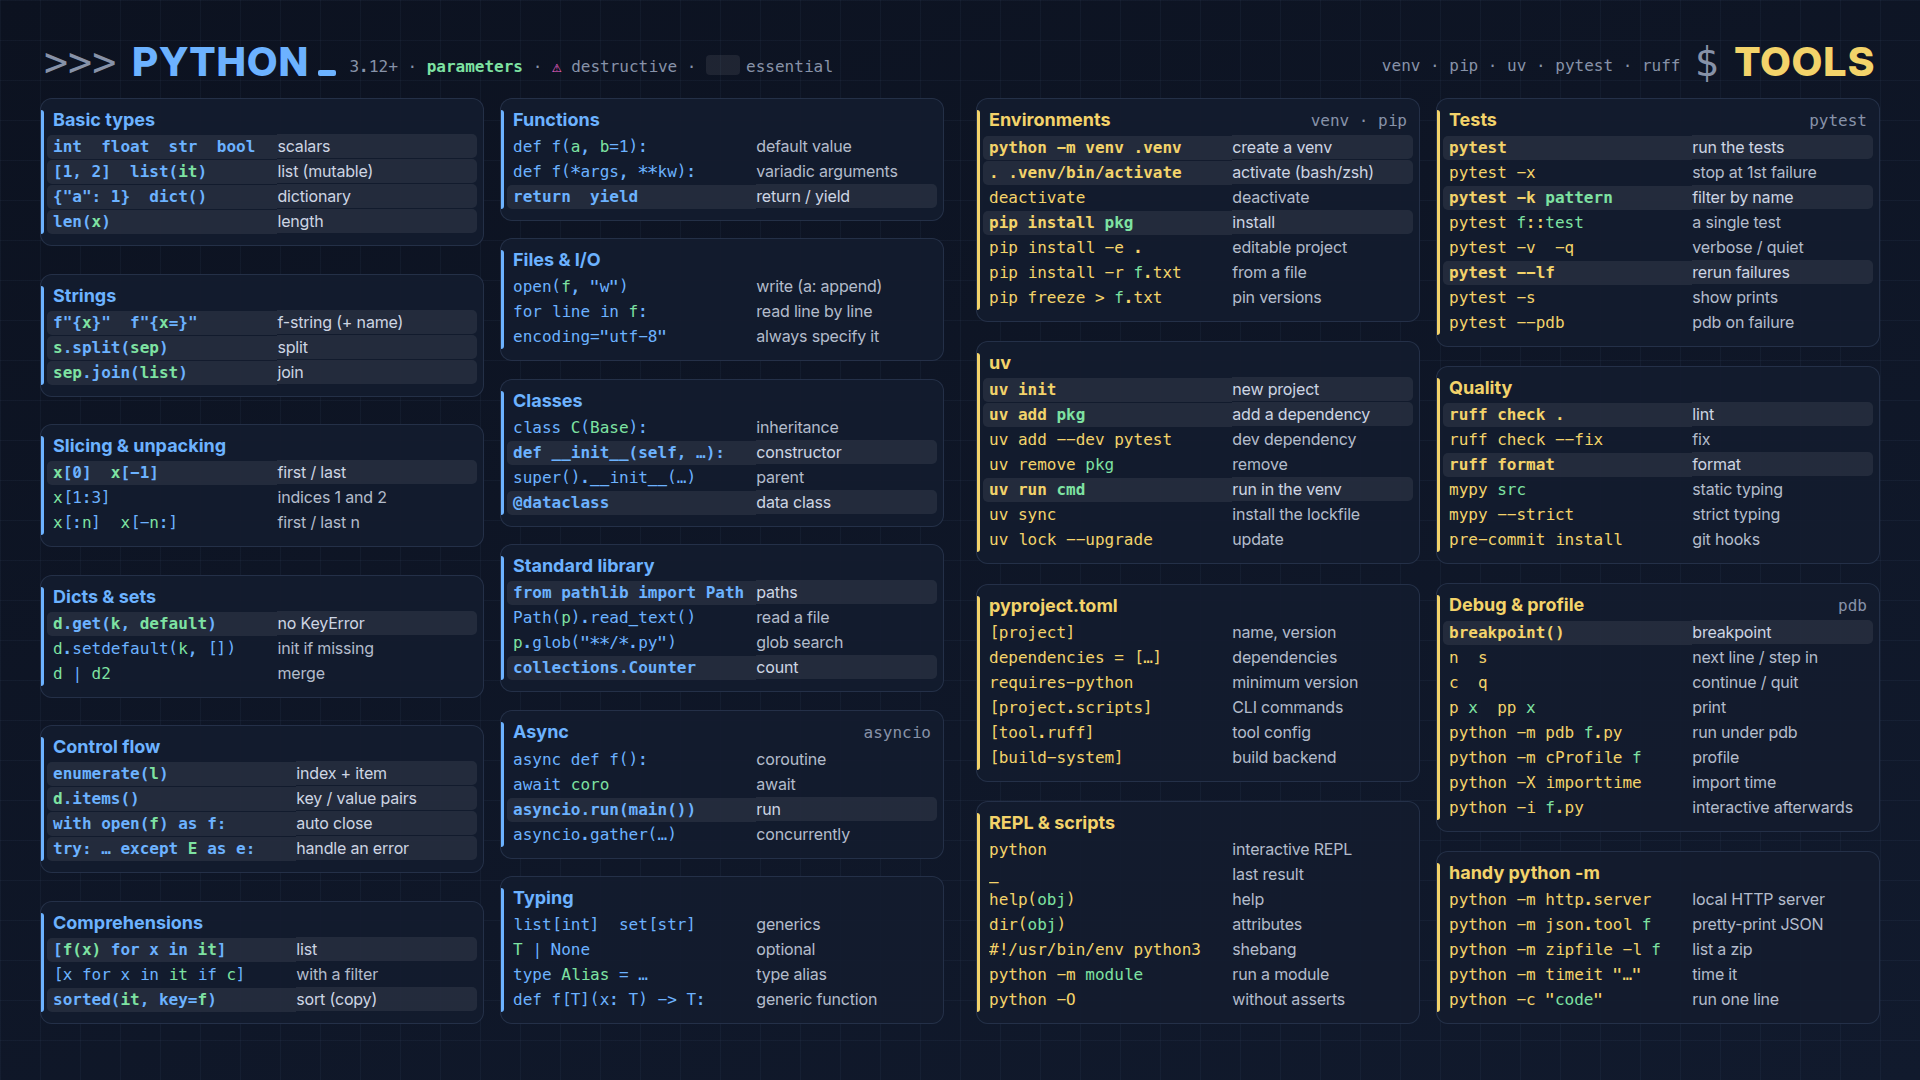 >>> PYTHON_ 3.12+ · parameters · ⚠ destructive · essential
venv · pip · uv · pytest · ruff $ TOOLS
Basic types
int float str bool scalars
[1, 2] list(it) list (mutable)
{"a": 1} dict() dictionary
len(x) length
Strings
f"{x}" f"{x=}" f-string (+ name)
s.split(sep) split
sep.join(list) join
Slicing & unpacking
x[0] x[-1] first / last
x[1:3] indices 1 and 2
x[:n] x[-n:] first / last n
Dicts & sets
d.get(k, default) no KeyError
d.setdefault(k, []) init if missing
d | d2 merge
Control flow
enumerate(l) index + item
d.items() key / value pairs
with open(f) as f: auto close
try: … except E as e: handle an error
Comprehensions
[f(x) for x in it] list
[x for x in it if c] with a filter
sorted(it, key=f) sort (copy)
Functions
def f(a, b=1): default value
def f(*args, **kw): variadic arguments
return yield return / yield
Files & I/O
open(f, "w") write (a: append)
for line in f: read line by line
encoding="utf-8" always specify it
Classes
class C(Base): inheritance
def __init__(self, …): constructor
super().__init__(…) parent
@dataclass data class
Standard library
from pathlib import Path paths
Path(p).read_text() read a file
p.glob("**/*.py") glob search
collections.Counter count
Async asyncio
async def f(): coroutine
await coro await
asyncio.run(main()) run
asyncio.gather(…) concurrently
Typing
list[int] set[str] generics
T | None optional
type Alias = … type alias
def f[T](x: T) -> T: generic function
Environments venv · pip
python -m venv .venv create a venv
. .venv/bin/activate activate (bash/zsh)
deactivate deactivate
pip install pkg install
pip install -e . editable project
pip install -r f.txt from a file
pip freeze > f.txt pin versions
uv
uv init new project
uv add pkg add a dependency
uv add --dev pytest dev dependency
uv remove pkg remove
uv run cmd run in the venv
uv sync install the lockfile
uv lock --upgrade update
pyproject.toml
[project] name, version
dependencies = […] dependencies
requires-python minimum version
[project.scripts] CLI commands
[tool.ruff] tool config
[build-system] build backend
REPL & scripts
python interactive REPL
_ last result
help(obj) help
dir(obj) attributes
#!/usr/bin/env python3 shebang
python -m module run a module
python -O without asserts
Tests pytest
pytest run the tests
pytest -x stop at 1st failure
pytest -k pattern filter by name
pytest f::test a single test
pytest -v -q verbose / quiet
pytest --lf rerun failures
pytest -s show prints
pytest --pdb pdb on failure
Quality
ruff check . lint
ruff check --fix fix
ruff format format
mypy src static typing
mypy --strict strict typing
pre-commit install git hooks
Debug & profile pdb
breakpoint() breakpoint
n s next line / step in
c q continue / quit
p x pp x print
python -m pdb f.py run under pdb
python -m cProfile f profile
python -X importtime import time
python -i f.py interactive afterwards
handy python -m
python -m http.server local HTTP server
python -m json.tool f pretty-print JSON
python -m zipfile -l f list a zip
python -m timeit "…" time it
python -c "code" run one line